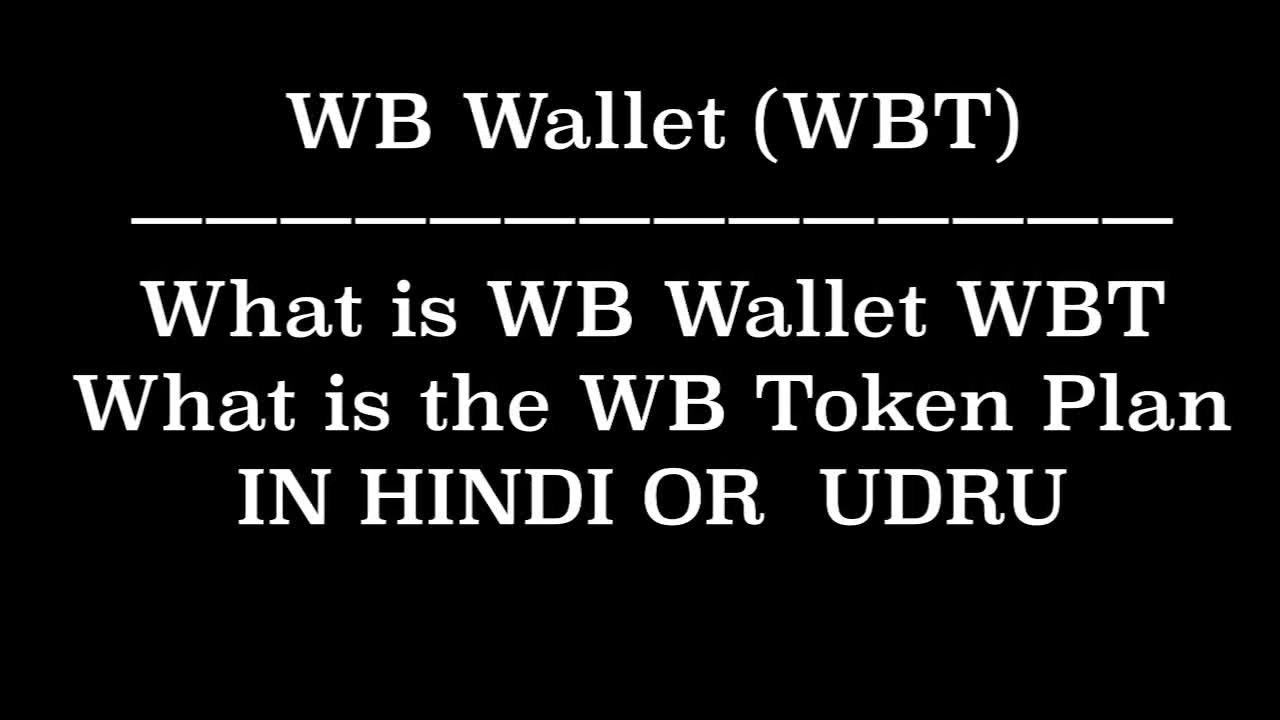 WB Wallet (WBT)
——————————————
What is WB Wallet WBT
What is the WB Token Plan
IN HINDI OR UDRU